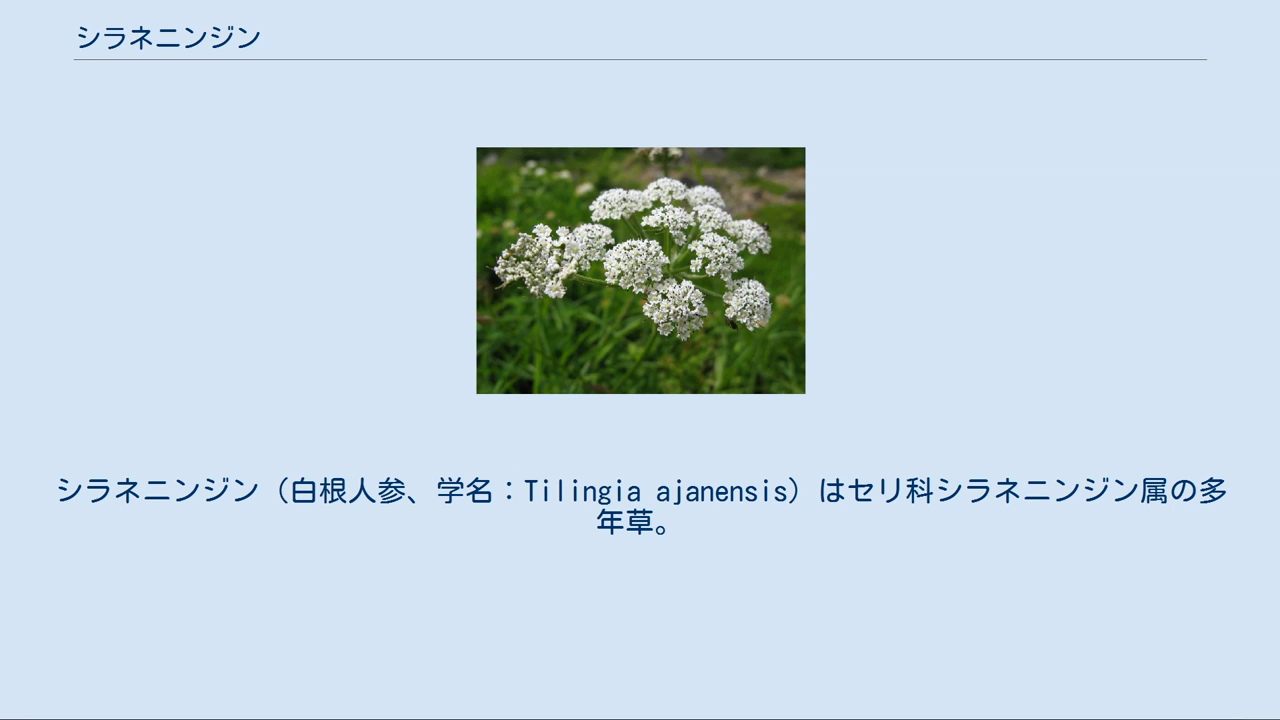 シラネニンジン
シラネニンジン（白根人参、学名：Tilingia ajanensis）はセリ科シラネニンジン属の多
年草。